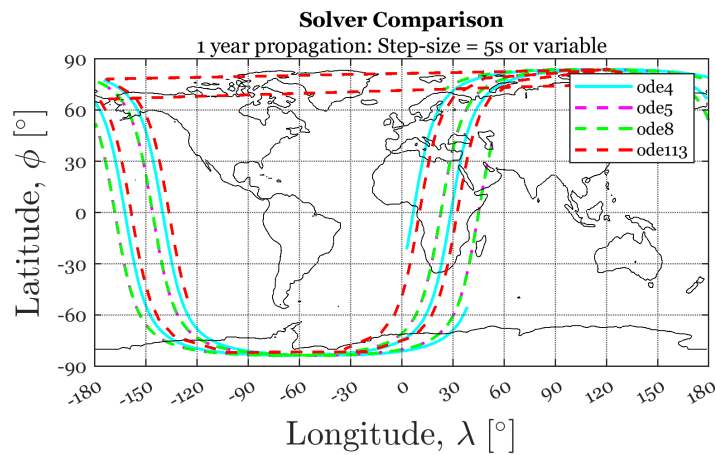 Solver Comparison
1 year propagation: Step-size = 5s or variable
90
60
30
0
-30
-60
-90
Latitude, ϕ [°]
ode4
ode5
ode8
ode113
-180 -150 -120 -90 -60 -30 0 30 60 90 120 150 180
Longitude, λ [°]